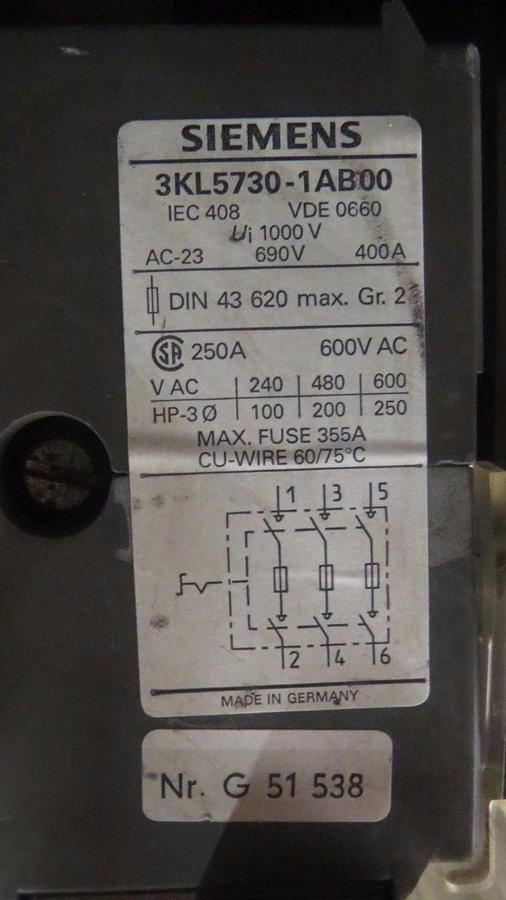 SIEMENS
3KL5730-1AB00
IEC 408 VDE 0660
Ui 1000 V
AC-23 690V 400A
DIN 43 620 max. Gr. 2
SA 250A 600V AC
V AC 240 480 600
HP-3Ø 100 200 250
MAX. FUSE 355A
CU-WIRE 60/75°C
1 3 5
2 4 6
MADE IN GERMANY
Nr. G 51 538